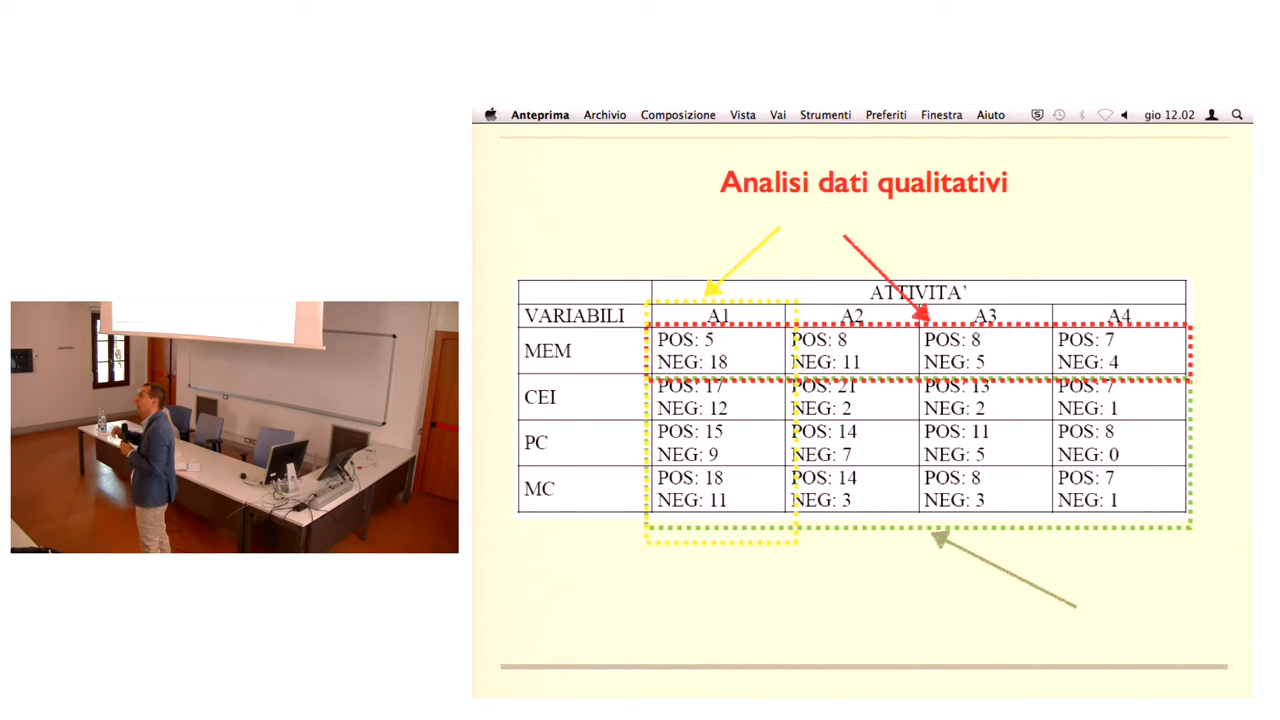 Anteprima Archivio Composizione Vista Vai Strumenti Preferiti Finestra Aiuto gio 12.02
Analisi dati qualitativi
ATTIVITA'
VARIABILI A1 A2 A3 A4
MEM
POS: 5 POS: 8 POS: 8 POS: 7
NEG: 18 NEG: 11 NEG: 5 NEG: 4
CEI
POS: 17 POS: 21 POS: 13 POS: 7
NEG: 12 NEG: 2 NEG: 2 NEG: 1
PC
POS: 15 POS: 14 POS: 11 POS: 8
NEG: 9 NEG: 7 NEG: 5 NEG: 0
MC
POS: 18 POS: 14 POS: 8 POS: 7
NEG: 11 NEG: 3 NEG: 3 NEG: 1